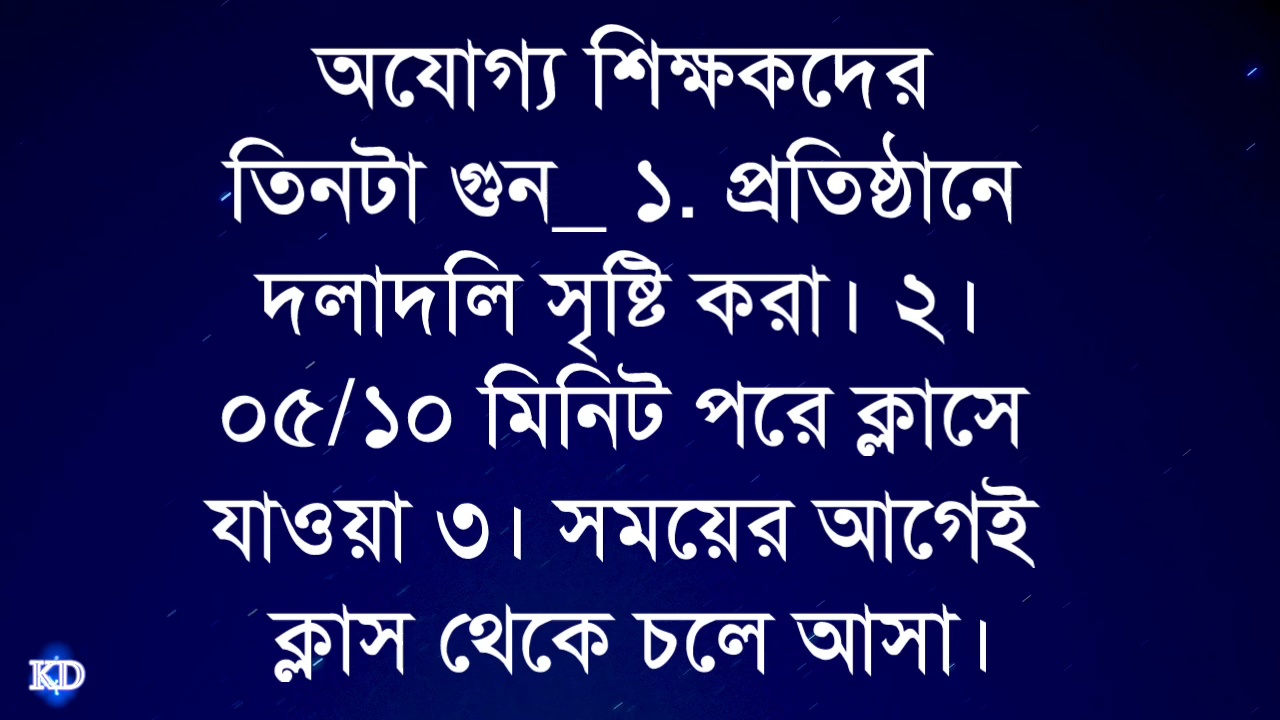 অযোগ্য শিক্ষকদের
তিনটা গুন_ ১. প্রতিষ্ঠানে
দলাদলি সৃষ্টি করা। ২।
০৫/১০ মিনিট পরে ক্লাসে
যাওয়া ৩। সময়ের আগেই
ক্লাস থেকে চলে আসা।
KD